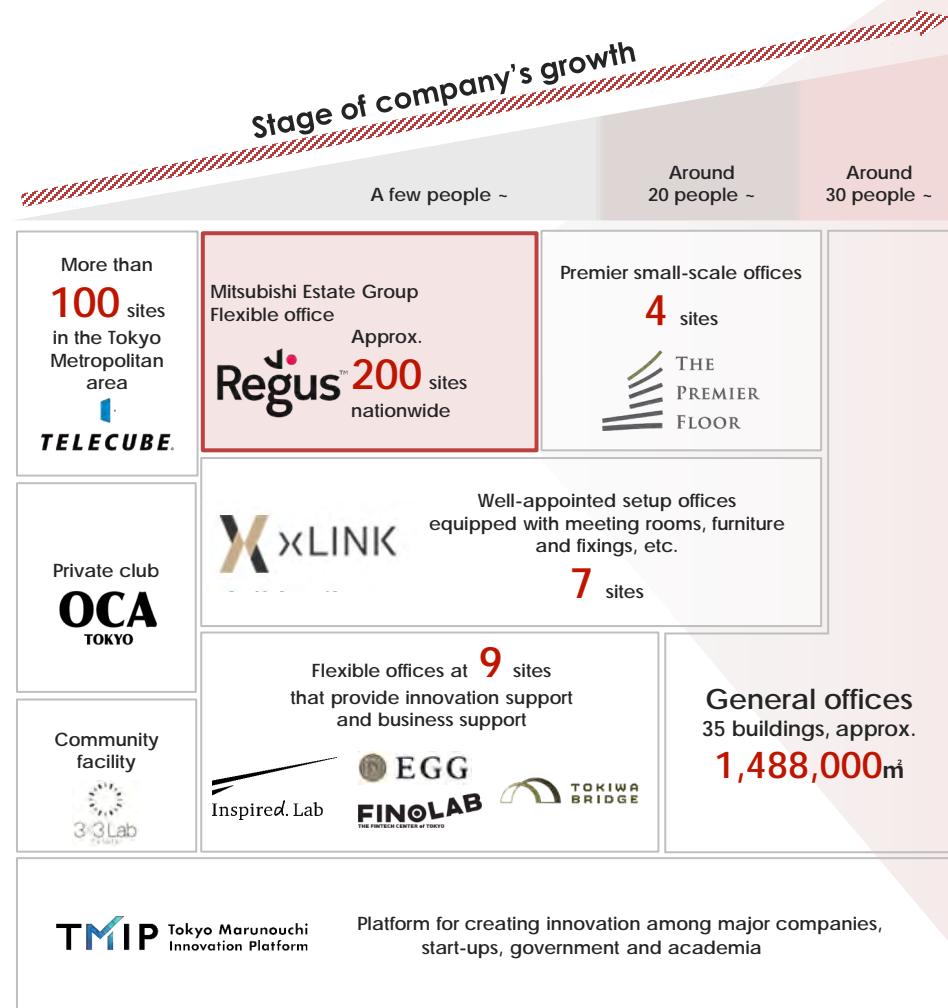 Stage of company's growth
A few people ~
Around
20 people ~
Around
30 people ~
More than
100 sites
in the Tokyo
Metropolitan
area
TELECUBE.
Mitsubishi Estate Group
Flexible office
Regus™
Approx.
200 sites
nationwide
Premier small-scale offices
4 sites
THE
PREMIER
FLOOR
Private club
OCA
TOKYO
xLINK
Well-appointed setup offices
equipped with meeting rooms, furniture
and fixings, etc.
7 sites
Community
facility
3×3Lab
Flexible offices at 9 sites
that provide innovation support
and business support
Inspired.Lab
EGG
FINOLAB
THE FINTECH CENTER of TOKYO
TOKIWA
BRIDGE
General offices
35 buildings, approx.
1,488,000㎡
TMIP Tokyo Marunouchi
Innovation Platform
Platform for creating innovation among major companies,
start-ups, government and academia